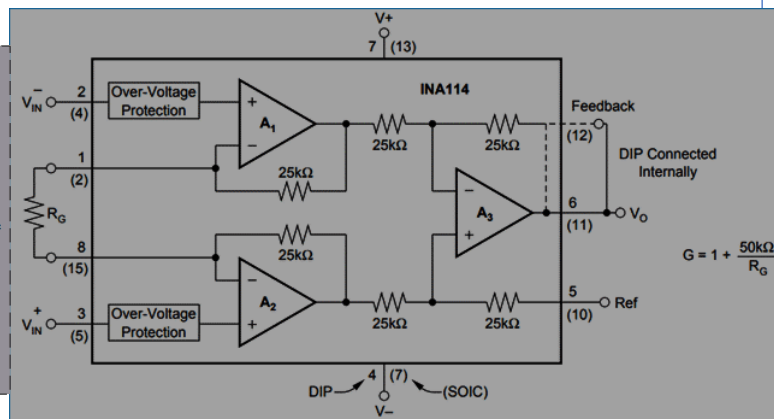 V+
7 (13)
INA114
2
V–IN
(4)
Over-Voltage
Protection
+
A1
–
25kΩ
25kΩ
25kΩ
Feedback
(12)
DIP Connected
Internally
1
(2)
RG
8
(15)
25kΩ
–
A3
+
6
(11)
VO
G = 1 + 50kΩ
RG
–
A2
+
3
V+IN
(5)
Over-Voltage
Protection
25kΩ
25kΩ
5
(10)
Ref
DIP
4 (7)
(SOIC)
V–